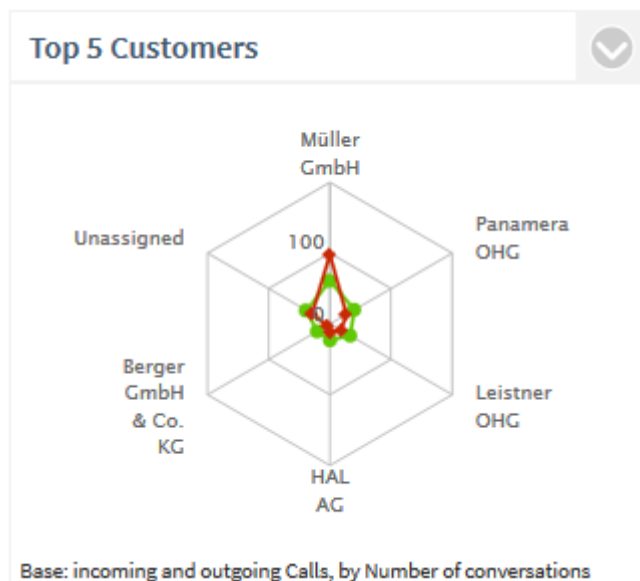 Top 5 Customers
Müller
GmbH
Unassigned
Panamera
OHG
100
0
Berger
GmbH
& Co.
KG
Leistner
OHG
HAL
AG
Base: incoming and outgoing Calls, by Number of conversations